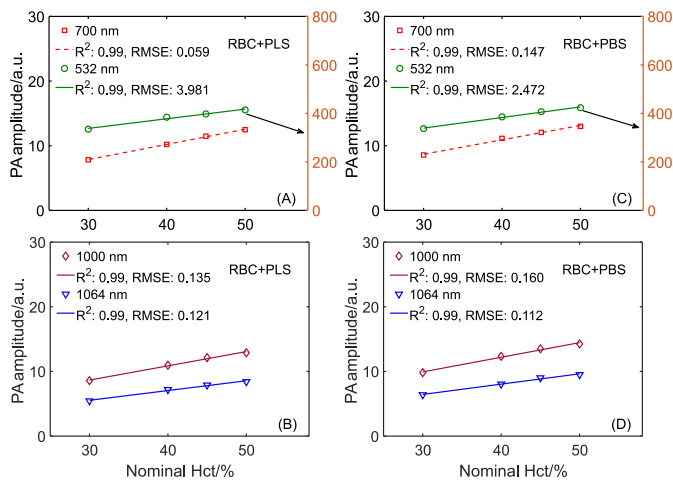 PA amplitude/a.u.
30
20
10
0
700 nm
R²: 0.99, RMSE: 0.059
532 nm
R²: 0.99, RMSE: 3.981
RBC+PLS
(A)
30
40
50
800
600
400
200
0
PA amplitude/a.u.
30
20
10
0
700 nm
R²: 0.99, RMSE: 0.147
532 nm
R²: 0.99, RMSE: 2.472
RBC+PBS
(C)
30
40
50
800
600
400
200
0
PA amplitude/a.u.
30
20
10
0
1000 nm
R²: 0.99, RMSE: 0.135
1064 nm
R²: 0.99, RMSE: 0.121
RBC+PLS
(B)
30
40
50
Nominal Hct/%
PA amplitude/a.u.
30
20
10
0
1000 nm
R²: 0.99, RMSE: 0.160
1064 nm
R²: 0.99, RMSE: 0.112
RBC+PBS
(D)
30
40
50
Nominal Hct/%